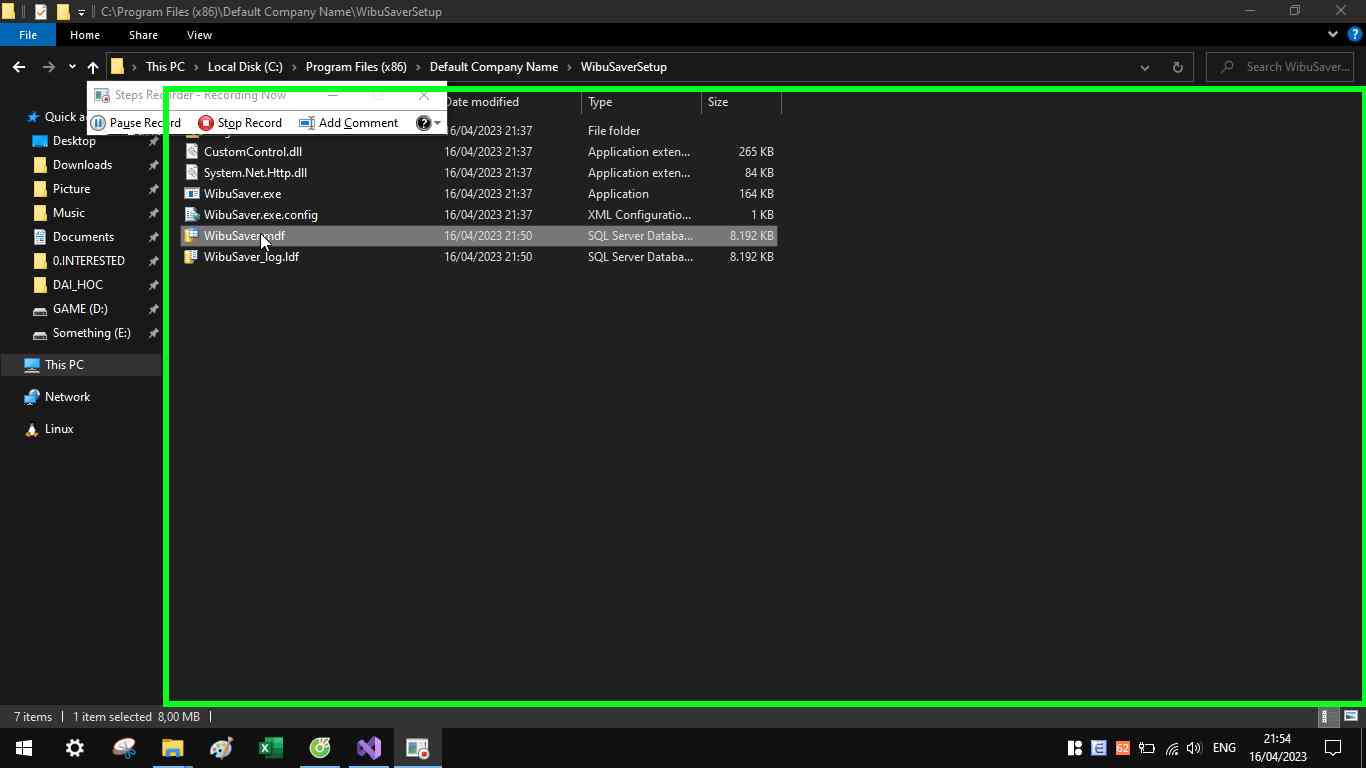 C:\Program Files (x86)\Default Company Name\WibuSaverSetup
File Home Share View
This PC Local Disk (C:) Program Files (x86) Default Company Name WibuSaverSetup Search WibuSaver...
Steps Recorder - Recording Now
Pause Record Stop Record Add Comment
Date modified Type Size
Quick a
16/04/2023 21:37 File folder
Desktop
CustomControl.dll 16/04/2023 21:37 Application exten... 265 KB
Downloads
System.Net.Http.dll 16/04/2023 21:37 Application exten... 84 KB
Picture
WibuSaver.exe 16/04/2023 21:37 Application 164 KB
Music
WibuSaver.exe.config 16/04/2023 21:37 XML Configuratio... 1 KB
Documents
WibuSaver.mdf 16/04/2023 21:50 SQL Server Databa... 8.192 KB
0.INTERESTED
WibuSaver_log.ldf 16/04/2023 21:50 SQL Server Databa... 8.192 KB
DAI_HOC
GAME (D:)
Something (E:)
This PC
Network
Linux
7 items 1 item selected 8,00 MB
62 ENG 21:54
16/04/2023